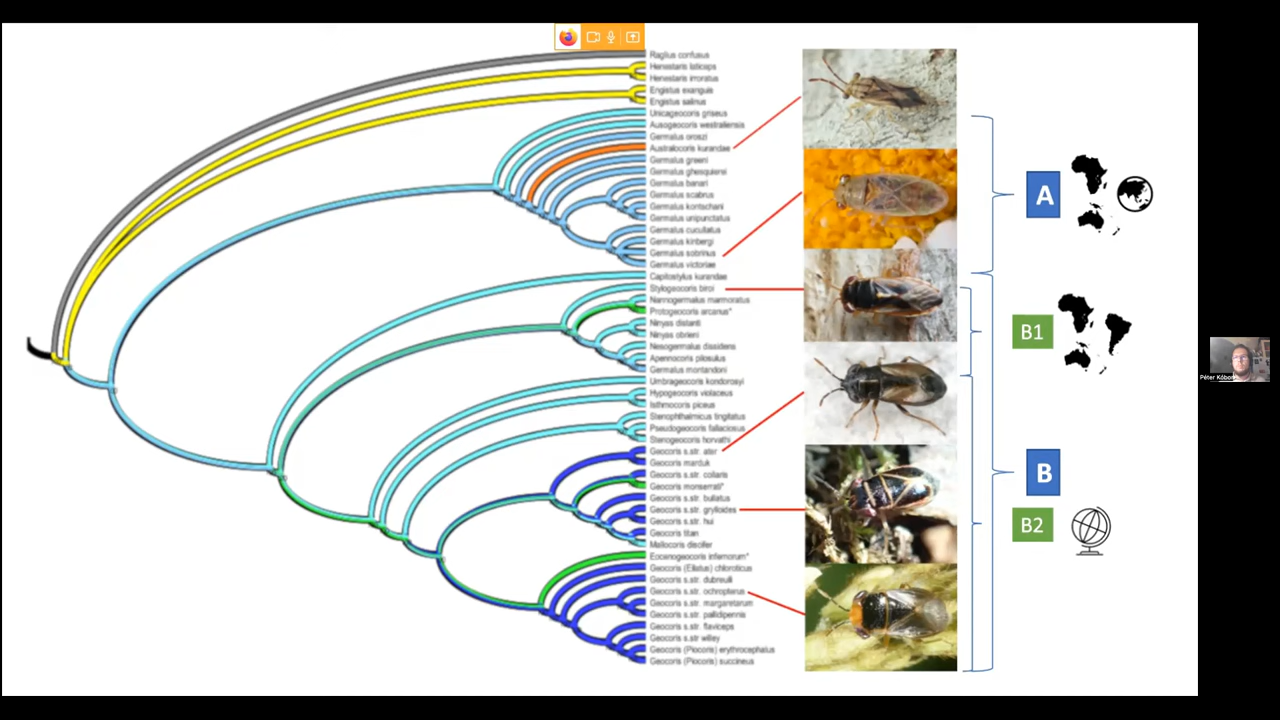 Raglius confusus
Henestaris laticeps
Henestaris irroratus
Engistus exanguis
Engistus salinus
Unicageocoris griseus
Ausogeocoris westraliensis
Germalus oroszi
Australocoris kurandae
Germalus greeni
Germalus ghesquierei
Germalus banari
Germalus scabrus
Germalus kontschani
Germalus unipunctatus
Germalus cucullatus
Germalus kinbergi
Germalus sobrinus
Germalus victoriae
Capitostylus kurandae
Stylogeocoris biroi
Nannogermalus marmoratus
Protogeocoris arcanus*
Ninyas distanti
Ninyas obrieni
Nesogermalus dissidens
Apennocoris pilosulus
Germalus montandoni
Umbrageocoris kondorosyi
Hypogeocoris violaceus
Isthmocoris piceus
Stenophthalmicus tingitatus
Pseudogeocoris fallaciosus
Stenogeocoris horvathi
Geocoris s.str. ater
Geocoris marduk
Geocoris s.str. collaris
Geocoris monserrati*
Geocoris s.str. bullatus
Geocoris s.str. grylloides
Geocoris s.str. hui
Geocoris titan
Mallocoris discifer
Eocenogeocoris infernorum*
Geocoris (Eilatus) chloroticus
Geocoris s.str. dubreuili
Geocoris s.str. ochropterus
Geocoris s.str. margaretarum
Geocoris s.str. pallidipennis
Geocoris s.str. flaviceps
Geocoris s.str willey
Geocoris (Piocoris) erythrocephalus
Geocoris (Piocoris) succineus
A
B1
B
B2
Péter Kóbor